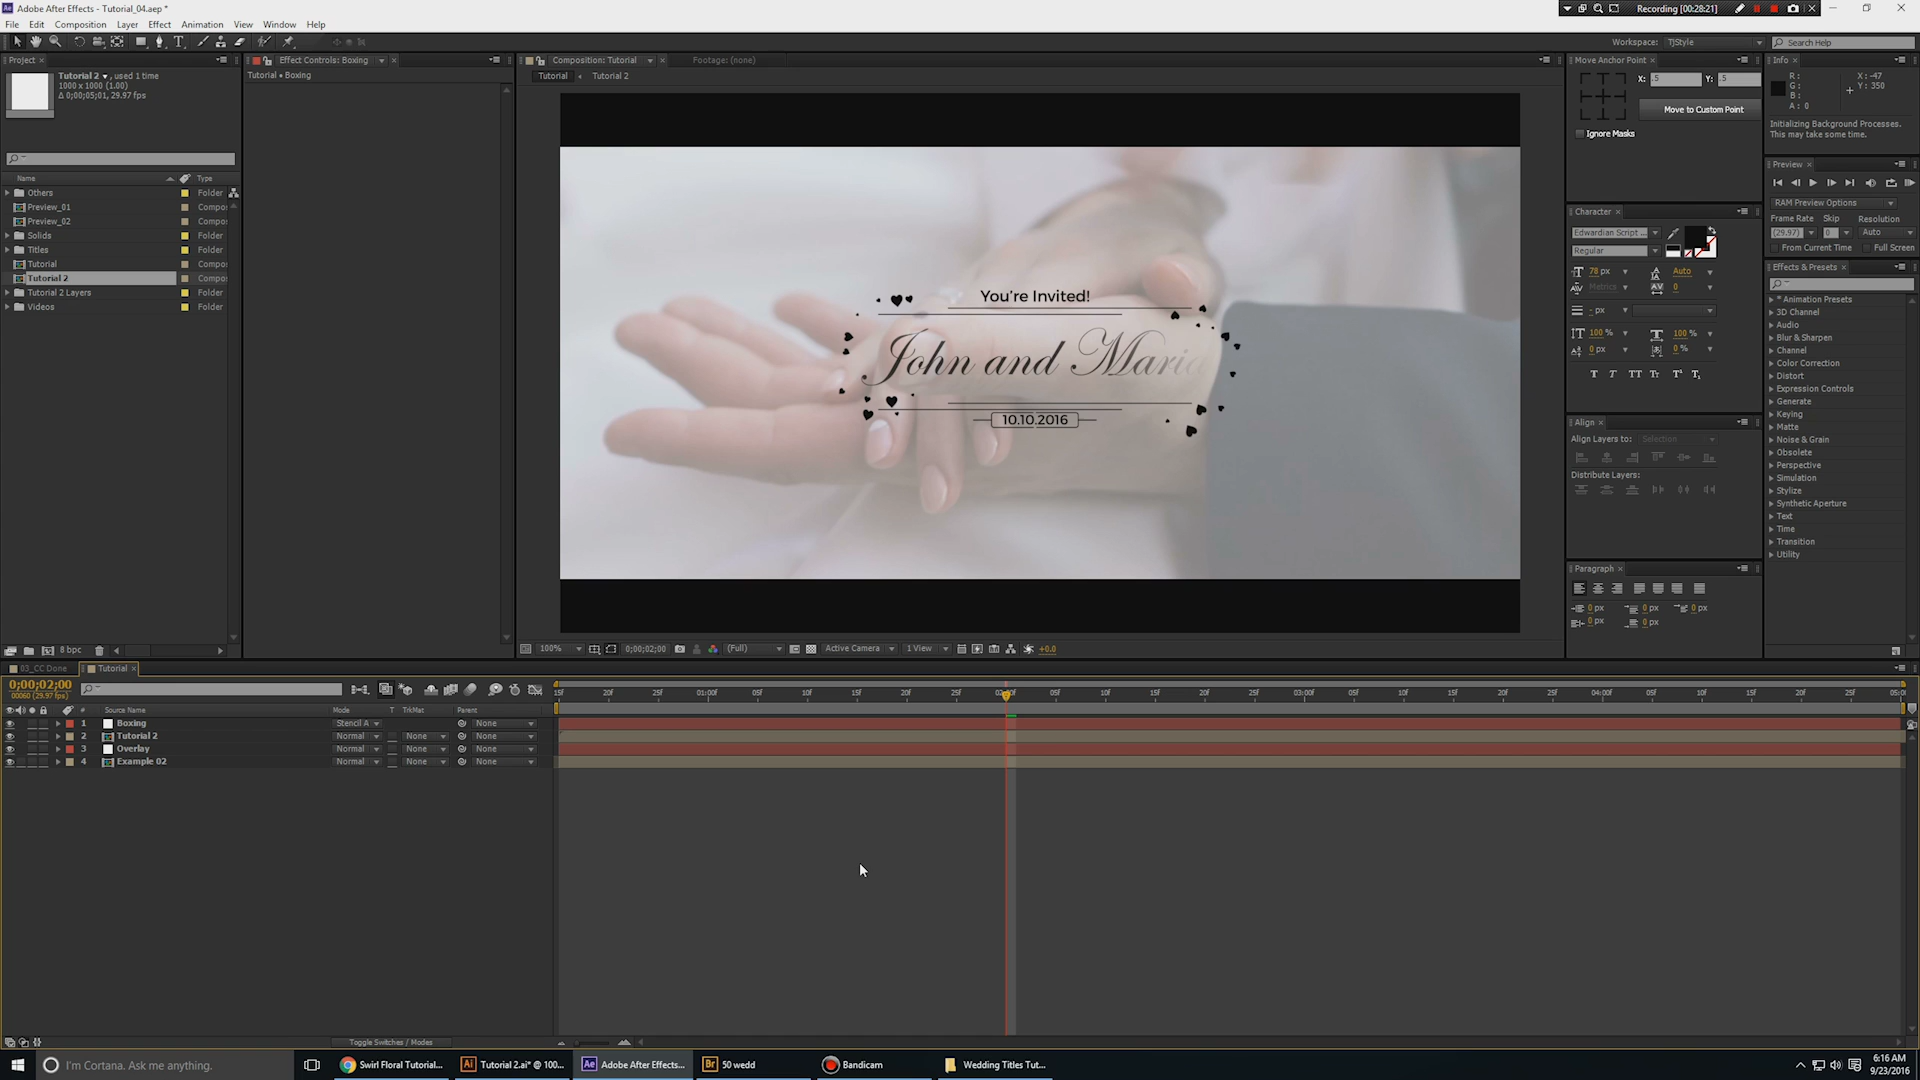 Adobe After Effects - Tutorial_04.aep *
Recording [00:28:21]
File Edit Composition Layer Effect Animation View Window Help
Workspace: TJStyle
Search Help
Project
Tutorial 2 , used 1 time
1000 x 1000 (1.00)
Δ 0;00;05;01, 29.97 fps
Name Type
Others Folder
Preview_01 Compo
Preview_02 Compo
Solids Folder
Titles Folder
Tutorial Compo
Tutorial 2 Compo
Tutorial 2 Layers Folder
Videos Folder
8 bpc
Effect Controls: Boxing
Tutorial • Boxing
Composition: Tutorial
Footage: (none)
Tutorial Tutorial 2
You're Invited!
John and Maria
10.10.2016
100% 0;00;02;00 (Full) Active Camera 1 View +0.0
Move Anchor Point
X: .5 Y: .5
Move to Custom Point
Ignore Masks
Character
Edwardian Script ...
Regular
78 px Auto
Metrics 0
- px
100 % 100 %
0 px 0 %
T T TT Tt T¹ T₁
Align
Align Layers to: Selection
Distribute Layers:
Paragraph
0 px 0 px 0 px
0 px 0 px
Info
R :
G :
B :
A : 0
X : -47
Y : 350
Initializing Background Processes.
This may take some time.
Preview
RAM Preview Options
Frame Rate Skip Resolution
(29.97) 0 Auto
From Current Time Full Screen
Effects & Presets
* Animation Presets
3D Channel
Audio
Blur & Sharpen
Channel
Color Correction
Distort
Expression Controls
Generate
Keying
Matte
Noise & Grain
Obsolete
Perspective
Simulation
Stylize
Synthetic Aperture
Text
Time
Transition
Utility
03_CC Done Tutorial
0;00;02;00
00060 (29.97 fps)
# Source Name Mode T TrkMat Parent
15f 20f 25f 01:00f 05f 10f 15f 20f 25f 02:00f 05f 10f 15f 20f 25f 03:00f 05f 10f 15f 20f 25f 04:00f 05f 10f 15f 20f 25f 05:00
1 Boxing Stencil A None
2 Tutorial 2 Normal None None
3 Overlay Normal None None
4 Example 02 Normal None None
Toggle Switches / Modes
I'm Cortana. Ask me anything.
Swirl Floral Tutorial...
Tutorial 2.ai* @ 100...
Adobe After Effects...
50 wedd
Bandicam
Wedding Titles Tut...
6:16 AM
9/23/2016